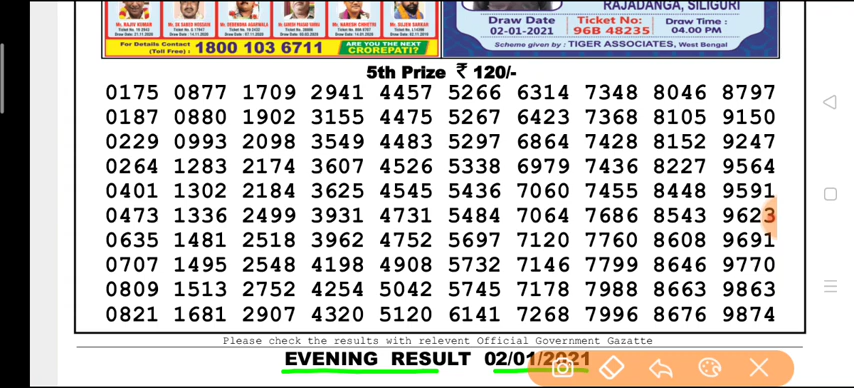 RAJADANGA, SILIGURI
Draw Date
02-01-2021
Ticket No:
96B 48235
Draw Time :
04.00 PM
Scheme given by : TIGER ASSOCIATES, West Bengal
For Details Contact
(Toll Free) : 1800 103 6711
ARE YOU THE NEXT
CROREPATI?
5th Prize ₹ 120/-
0175 0877 1709 2941 4457 5266 6314 7348 8046 8797
0187 0880 1902 3155 4475 5267 6423 7368 8105 9150
0229 0993 2098 3549 4483 5297 6864 7428 8152 9247
0264 1283 2174 3607 4526 5338 6979 7436 8227 9564
0401 1302 2184 3625 4545 5436 7060 7455 8448 9591
0473 1336 2499 3931 4731 5484 7064 7686 8543 9623
0635 1481 2518 3962 4752 5697 7120 7760 8608 9691
0707 1495 2548 4198 4908 5732 7146 7799 8646 9770
0809 1513 2752 4254 5042 5745 7178 7988 8663 9863
0821 1681 2907 4320 5120 6141 7268 7996 8676 9874
Please check the results with relevent Official Government Gazatte
EVENING RESULT 02/01/2021